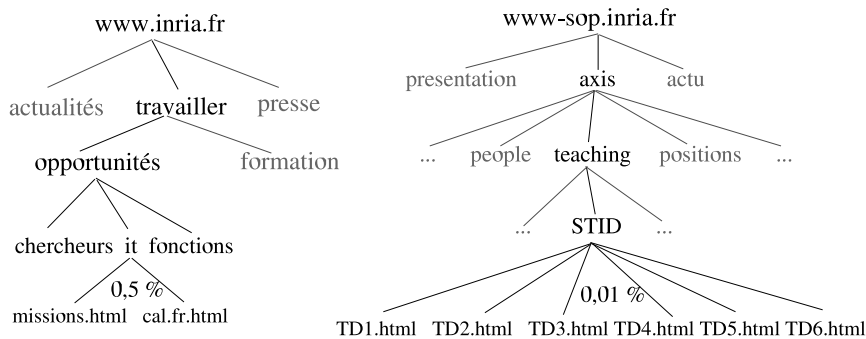 www.inria.fr
actualités travailler presse
opportunités formation
chercheurs it fonctions
0,5 %
missions.html cal.fr.html
www-sop.inria.fr
presentation axis actu
... people teaching positions ...
... STID ...
0,01 %
TD1.html TD2.html TD3.html TD4.html TD5.html TD6.html